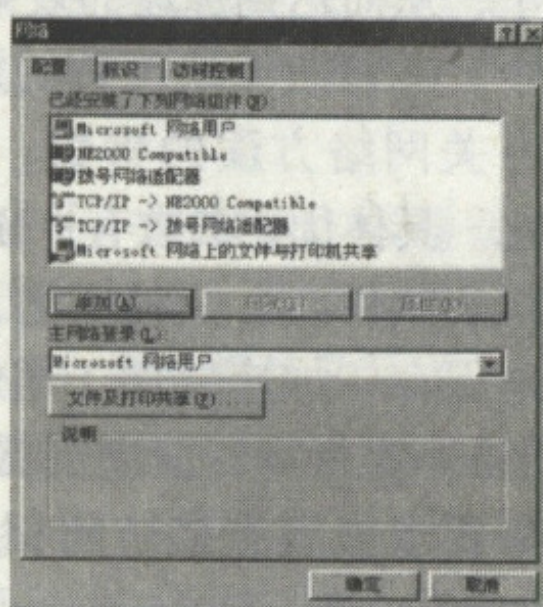 网络
配置 标识 访问控制
已经安装了下列网络组件(N)
Microsoft 网络用户
NE2000 Compatible
拨号网络适配器
TCP/IP -> NE2000 Compatible
TCP/IP -> 拨号网络适配器
Microsoft 网络上的文件与打印机共享
添加(A)...
主网络登录(L):
Microsoft 网络用户
文件及打印共享(F)...
说明
确定 取消